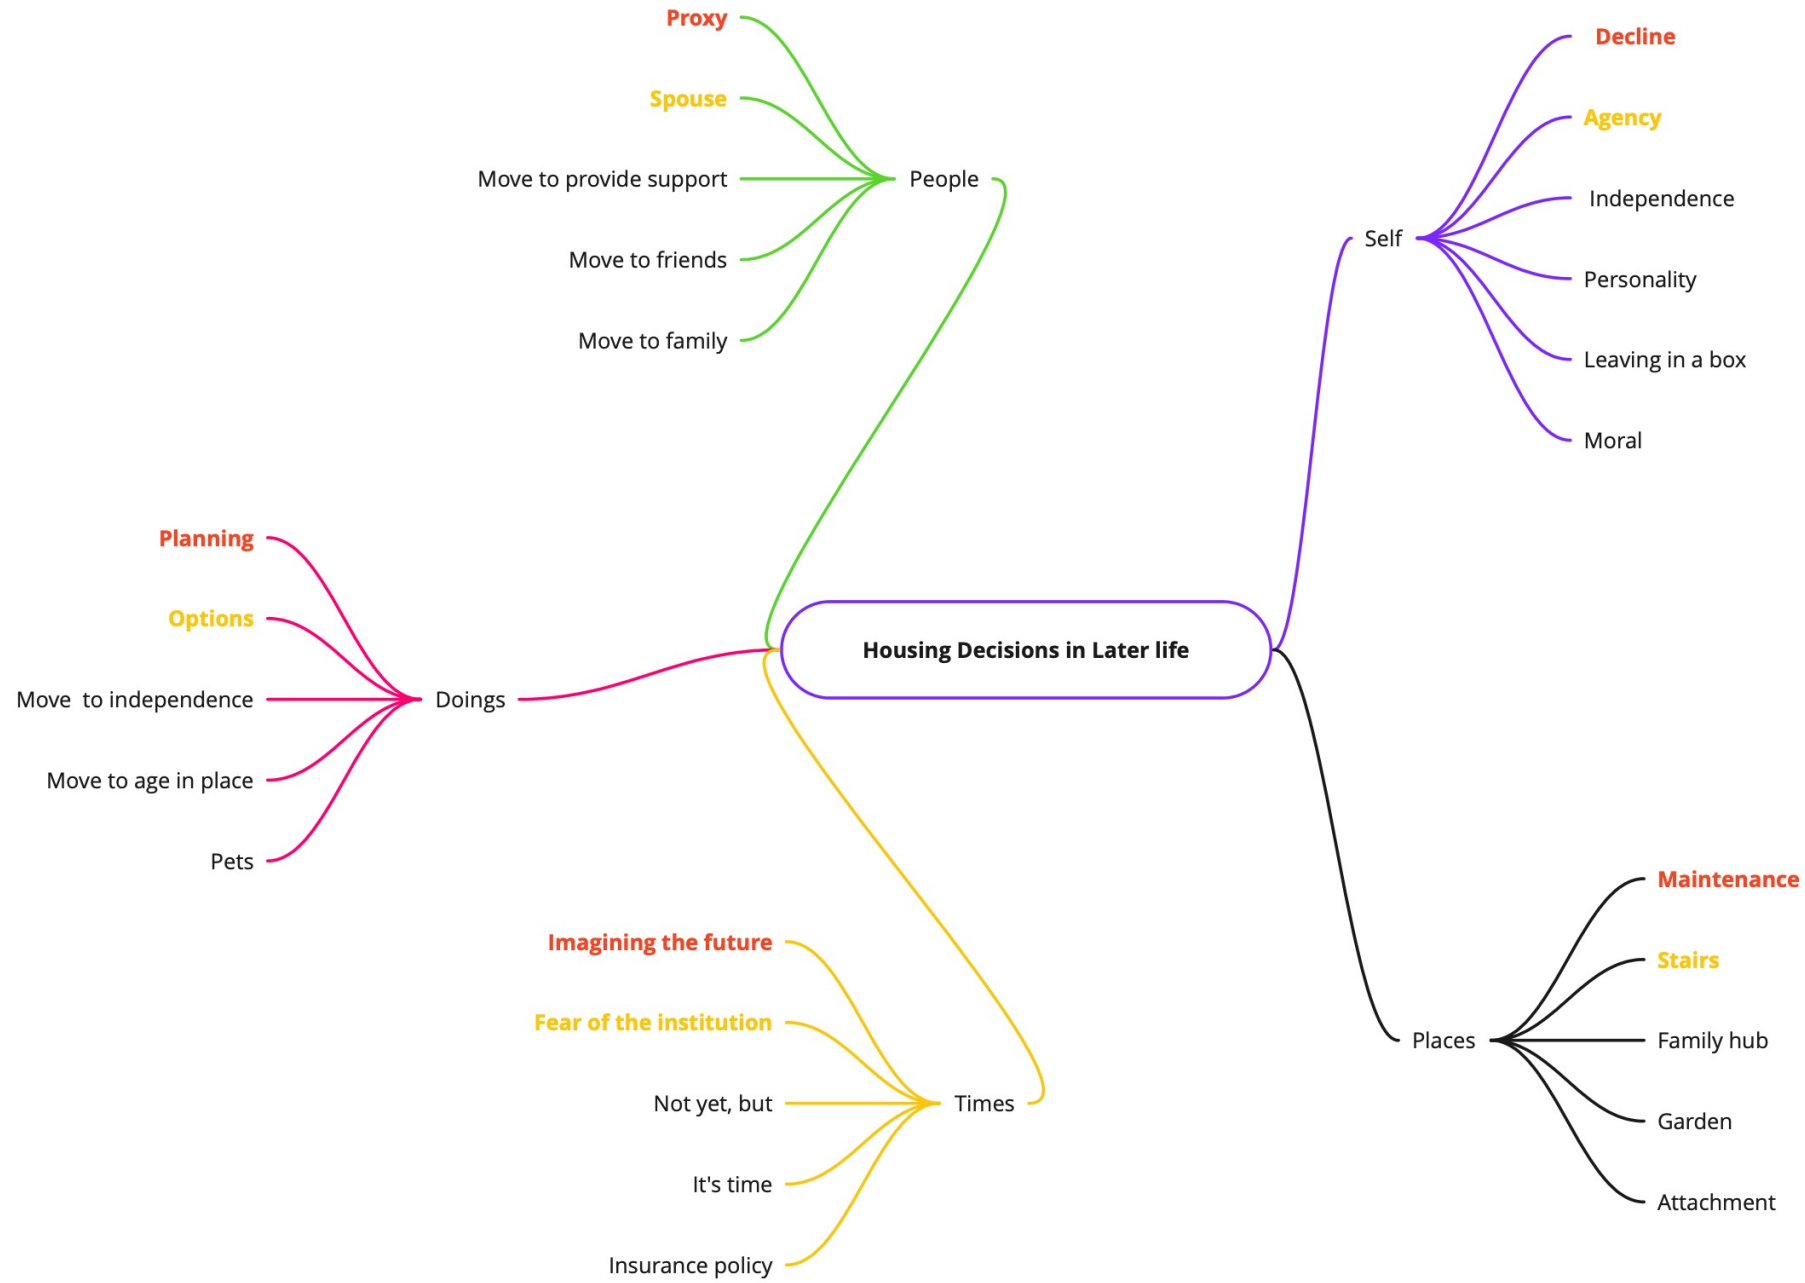 Proxy
Spouse
Move to provide support
Move to friends
Move to family
People
Decline
Agency
Independence
Personality
Leaving in a box
Moral
Self
Housing Decisions in Later life
Planning
Options
Move  to independence
Move to age in place
Pets
Doings
Imagining the future
Fear of the institution
Not yet, but
It's time
Insurance policy
Times
Places
Maintenance
Stairs
Family hub
Garden
Attachment